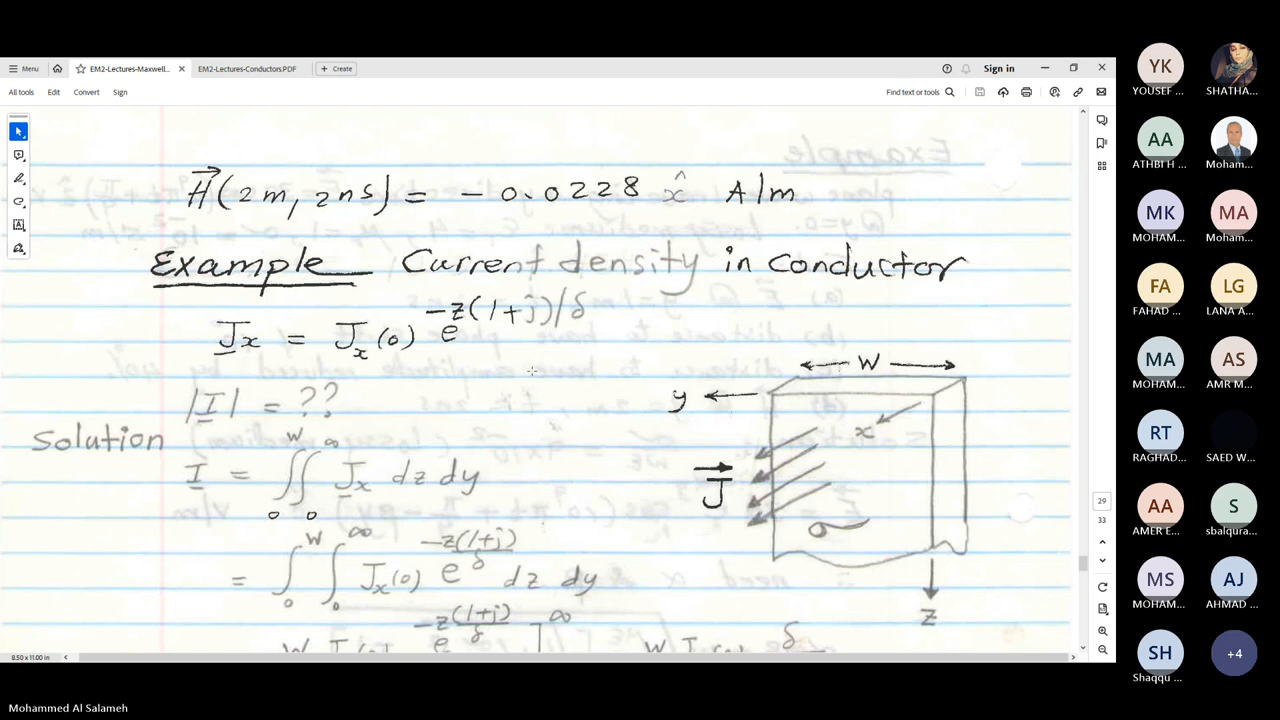 Menu
EM2-Lectures-Maxwell...
EM2-Lectures-Conductors.PDF
Create
Sign in
All tools Edit Convert Sign
Find text or tools
H⃗(2m, 2ns) = - 0.0228 x̂ A/m
Example Current density in conductor
J̲x = Jx(0) e^{-z(1+j)/δ}
|I̲| = ??
Solution
I̲ = ∫₀^W ∫₀^∞ J̲x dz dy
= ∫₀^W ∫₀^∞ Jx(0) e^{-z(1+j)/δ} dz dy
e^{-z(1+j)/δ} ]^∞
δ
W
y
x
J⃗
σ
z
29
33
8.50 x 11.00 in
YK
YOUSEF ...
SHATHA...
AA
ATHBI H ...
Moham...
MK
MOHAM...
MA
Moham...
FA
FAHAD ...
LG
LANA A...
MA
MOHAM...
AS
AMR M...
RT
RAGHAD...
SAED W...
AA
AMER E...
S
sbalqura...
MS
MOHAM...
AJ
AHMAD ...
SH
Shaqqu ...
+4
Mohammed Al Salameh